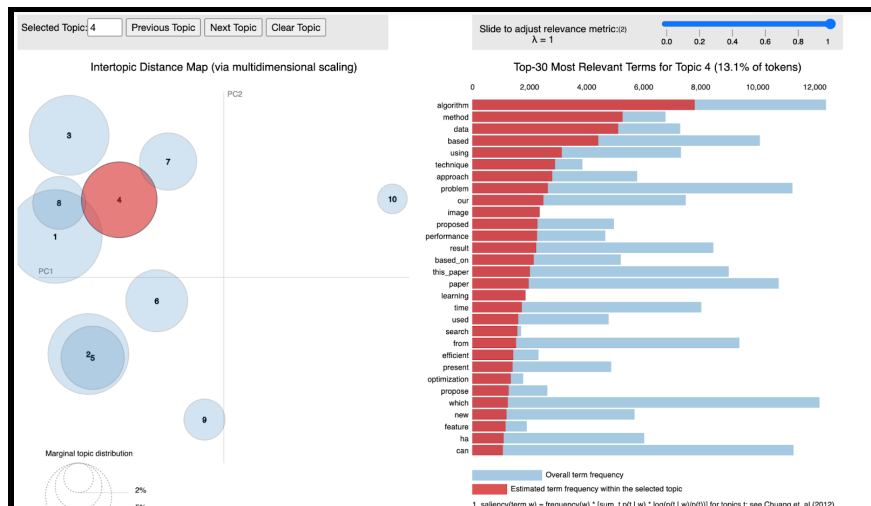 Selected Topic: 4 Previous Topic Next Topic Clear Topic
Slide to adjust relevance metric:(2)
λ = 1
0.0 0.2 0.4 0.6 0.8 1
Intertopic Distance Map (via multidimensional scaling)
PC2
PC1
3
7
4
8
10
1
6
2
5
9
Marginal topic distribution
2%
Top-30 Most Relevant Terms for Topic 4 (13.1% of tokens)
0 2,000 4,000 6,000 8,000 10,000 12,000
algorithm
method
data
based
using
technique
approach
problem
our
image
proposed
performance
result
based_on
this_paper
paper
learning
time
used
search
from
efficient
present
optimization
propose
which
new
feature
ha
can
Overall term frequency
Estimated term frequency within the selected topic
1. saliency(term w) = frequency(w) * [sum_t p(t | w) * log(p(t | w)/p(t))] for topics t; see Chuang et. al (2012)